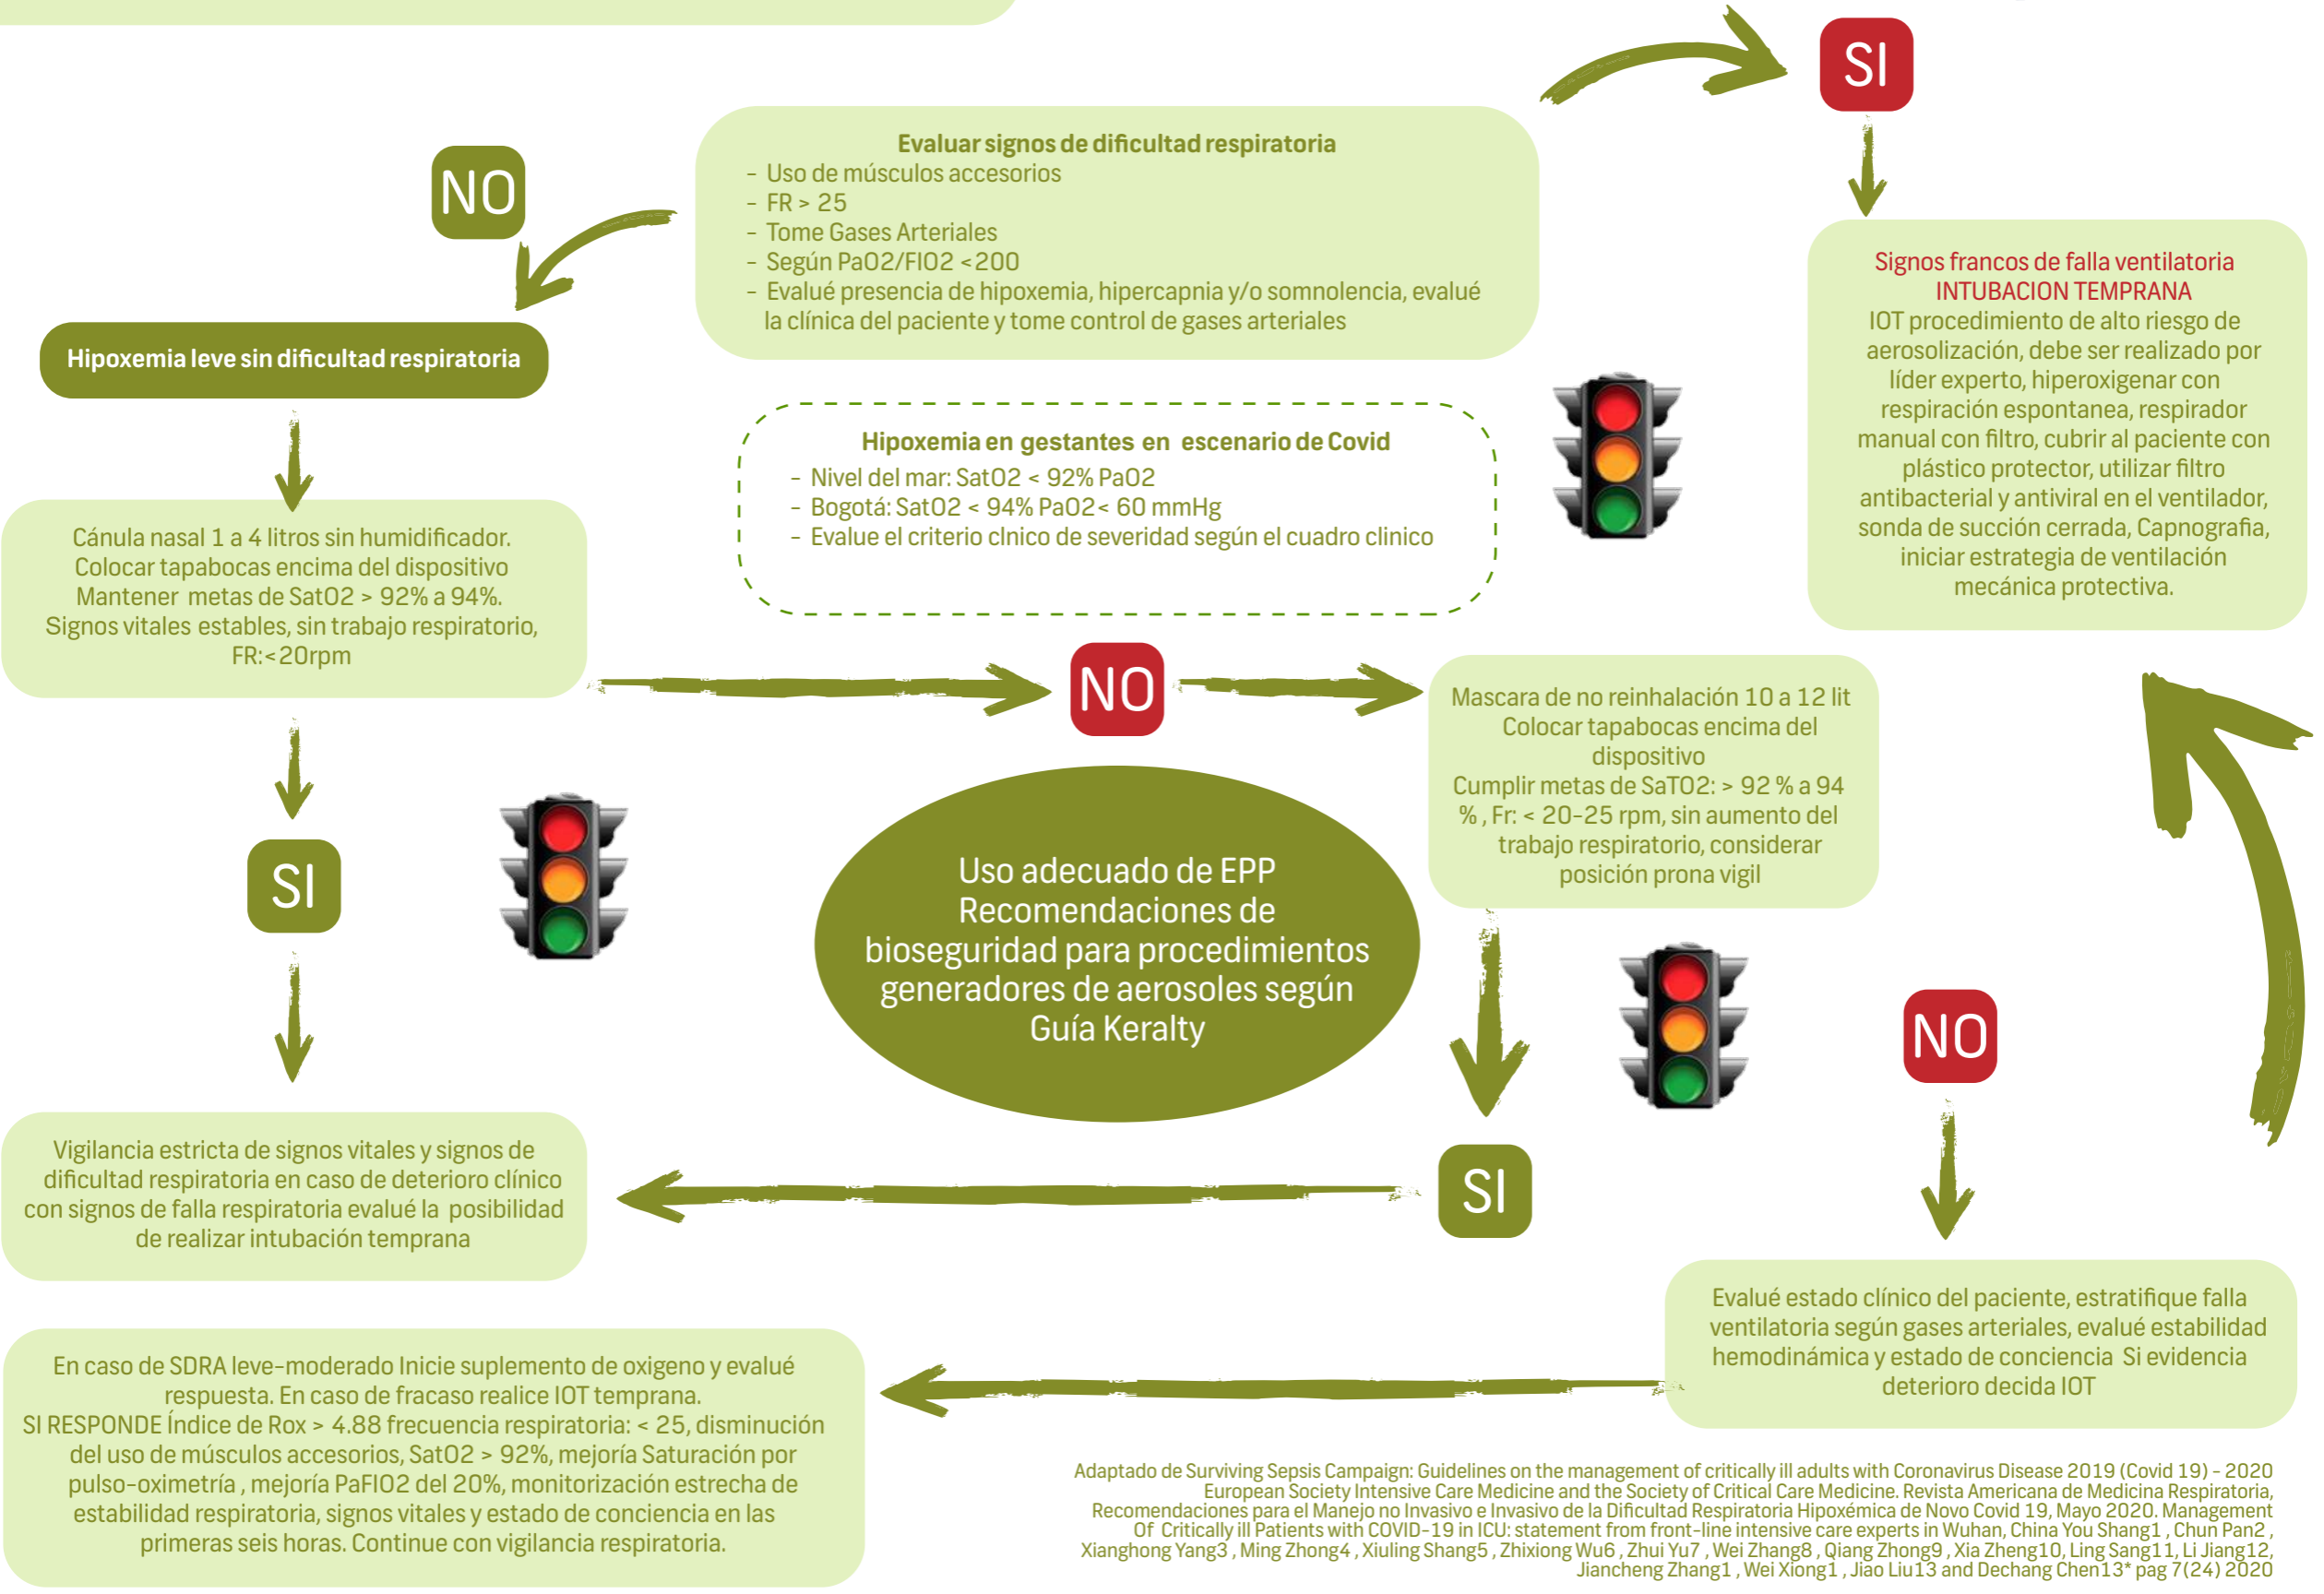 SI
Evaluar signos de dificultad respiratoria
- Uso de músculos accesorios
- FR > 25
- Tome Gases Arteriales
- Según PaO2/FIO2 <200
- Evalué presencia de hipoxemia, hipercapnia y/o somnolencia, evalué
la clínica del paciente y tome control de gases arteriales
NO
Hipoxemia leve sin dificultad respiratoria
Signos francos de falla ventilatoria
INTUBACION TEMPRANA
IOT procedimiento de alto riesgo de
aerosolización, debe ser realizado por
líder experto, hiperoxigenar con
respiración espontanea, respirador
manual con filtro, cubrir al paciente con
plástico protector, utilizar filtro
antibacterial y antiviral en el ventilador,
sonda de succión cerrada, Capnografia,
iniciar estrategia de ventilación
mecánica protectiva.
Hipoxemia en gestantes en escenario de Covid
- Nivel del mar: SatO2 < 92% PaO2
- Bogotá: SatO2 < 94% PaO2< 60 mmHg
- Evalue el criterio clnico de severidad según el cuadro clinico
Cánula nasal 1 a 4 litros sin humidificador.
Colocar tapabocas encima del dispositivo
Mantener metas de SatO2 > 92% a 94%.
Signos vitales estables, sin trabajo respiratorio,
FR:<20rpm
NO
Mascara de no reinhalación 10 a 12 lit
Colocar tapabocas encima del
dispositivo
Cumplir metas de SaTO2: > 92 % a 94
% , Fr: < 20-25 rpm, sin aumento del
trabajo respiratorio, considerar
posición prona vigil
SI
Uso adecuado de EPP
Recomendaciones de
bioseguridad para procedimientos
generadores de aerosoles según
Guía Keralty
NO
SI
Vigilancia estricta de signos vitales y signos de
dificultad respiratoria en caso de deterioro clínico
con signos de falla respiratoria evalué la posibilidad
de realizar intubación temprana
Evalué estado clínico del paciente, estratifique falla
ventilatoria según gases arteriales, evalué estabilidad
hemodinámica y estado de conciencia Si evidencia
deterioro decida IOT
En caso de SDRA leve-moderado Inicie suplemento de oxigeno y evalué
respuesta. En caso de fracaso realice IOT temprana.
SI RESPONDE Índice de Rox > 4.88 frecuencia respiratoria: < 25, disminución
del uso de músculos accesorios, SatO2 > 92%, mejoría Saturación por
pulso-oximetría , mejoría PaFIO2 del 20%, monitorización estrecha de
estabilidad respiratoria, signos vitales y estado de conciencia en las
primeras seis horas. Continue con vigilancia respiratoria.
Adaptado de Surviving Sepsis Campaign: Guidelines on the management of critically ill adults with Coronavirus Disease 2019 (Covid 19) - 2020
European Society Intensive Care Medicine and the Society of Critical Care Medicine. Revista Americana de Medicina Respiratoria,
Recomendaciones para el Manejo no Invasivo e Invasivo de la Dificultad Respiratoria Hipoxémica de Novo Covid 19, Mayo 2020. Management
Of Critically ill Patients with COVID-19 in ICU: statement from front-line intensive care experts in Wuhan, China You Shang1 , Chun Pan2 ,
Xianghong Yang3 , Ming Zhong4 , Xiuling Shang5 , Zhixiong Wu6 , Zhui Yu7 , Wei Zhang8 , Qiang Zhong9 , Xia Zheng10, Ling Sang11, Li Jiang12,
Jiancheng Zhang1 , Wei Xiong1 , Jiao Liu13 and Dechang Chen13* pag 7(24) 2020